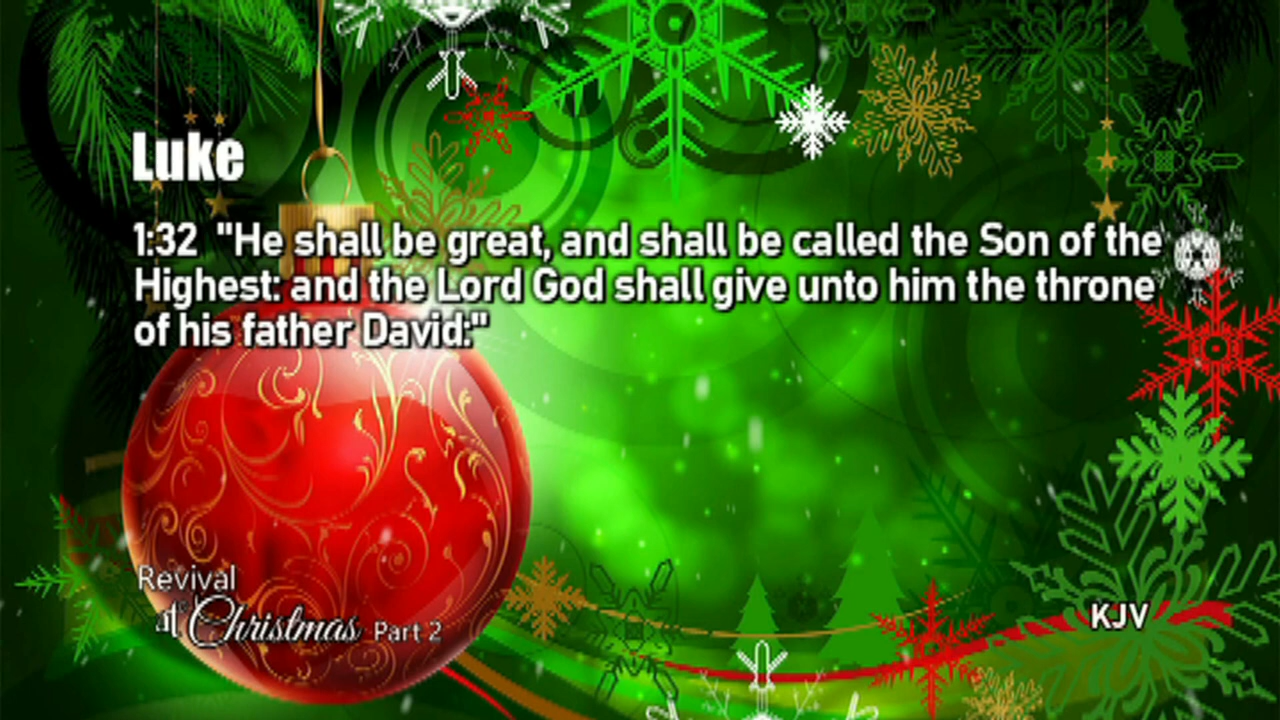 Luke
1:32 "He shall be great, and shall be called the Son of the
Highest: and the Lord God shall give unto him the throne
of his father David:"
Revival
at Christmas Part 2
KJV